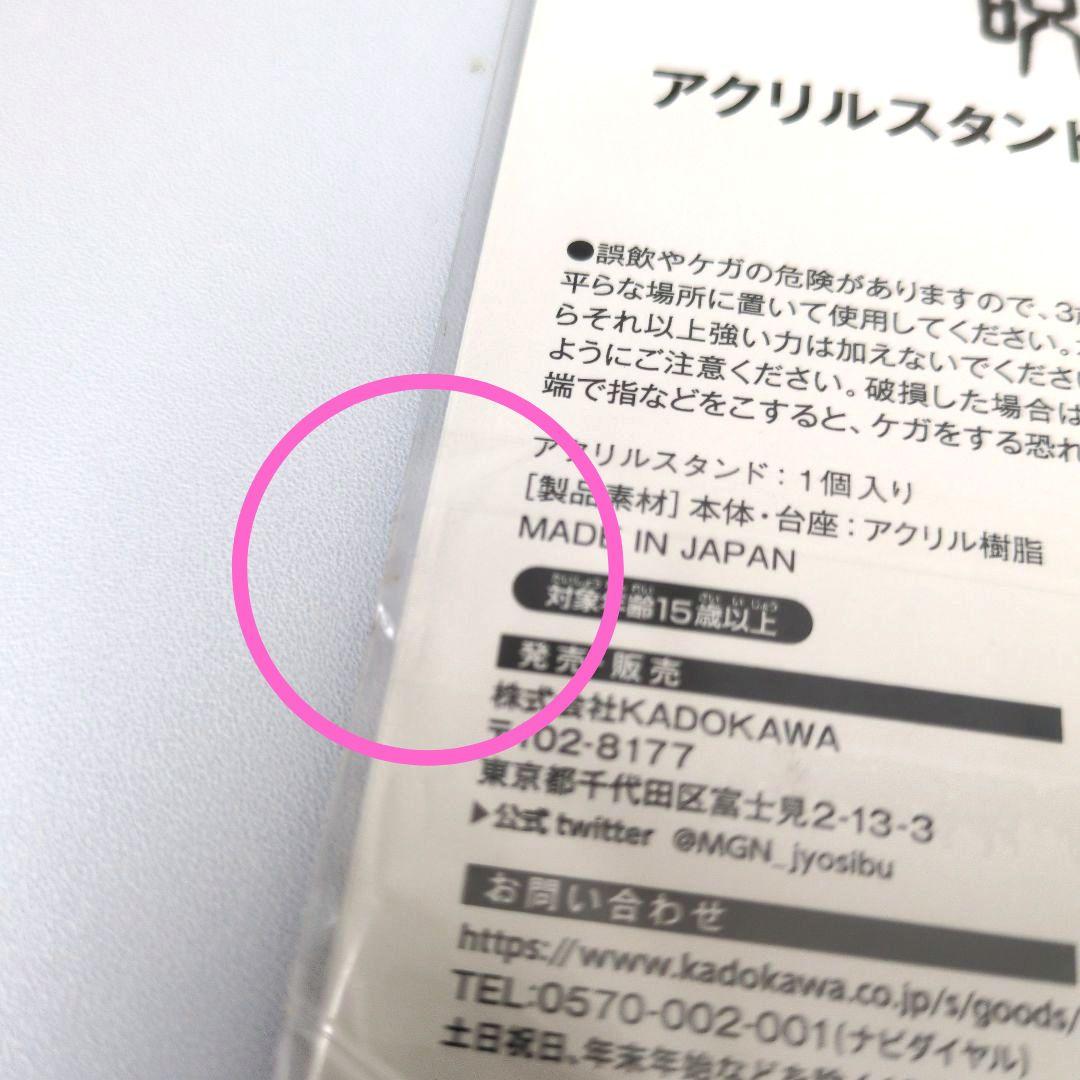 呪
アクリルスタンド
●誤飲やケガの危険がありますので、3
平らな場所に置いて使用してください。
らそれ以上強い力は加えないでください
ようにご注意ください。破損した場合は
端で指などをこすると、ケガをする恐れ
アクリルスタンド：1個入り
[製品素材] 本体・台座：アクリル樹脂
MADE IN JAPAN
対象年齢15歳以上
発売・販売
株式会社KADOKAWA
〒102-8177
東京都千代田区富士見2-13-3
▶公式twitter @MGN_jyosibu
お問い合わせ
https://www.kadokawa.co.jp/s/goods/
TEL:0570-002-001(ナビダイヤル)
土日祝日、年末年始などを除く